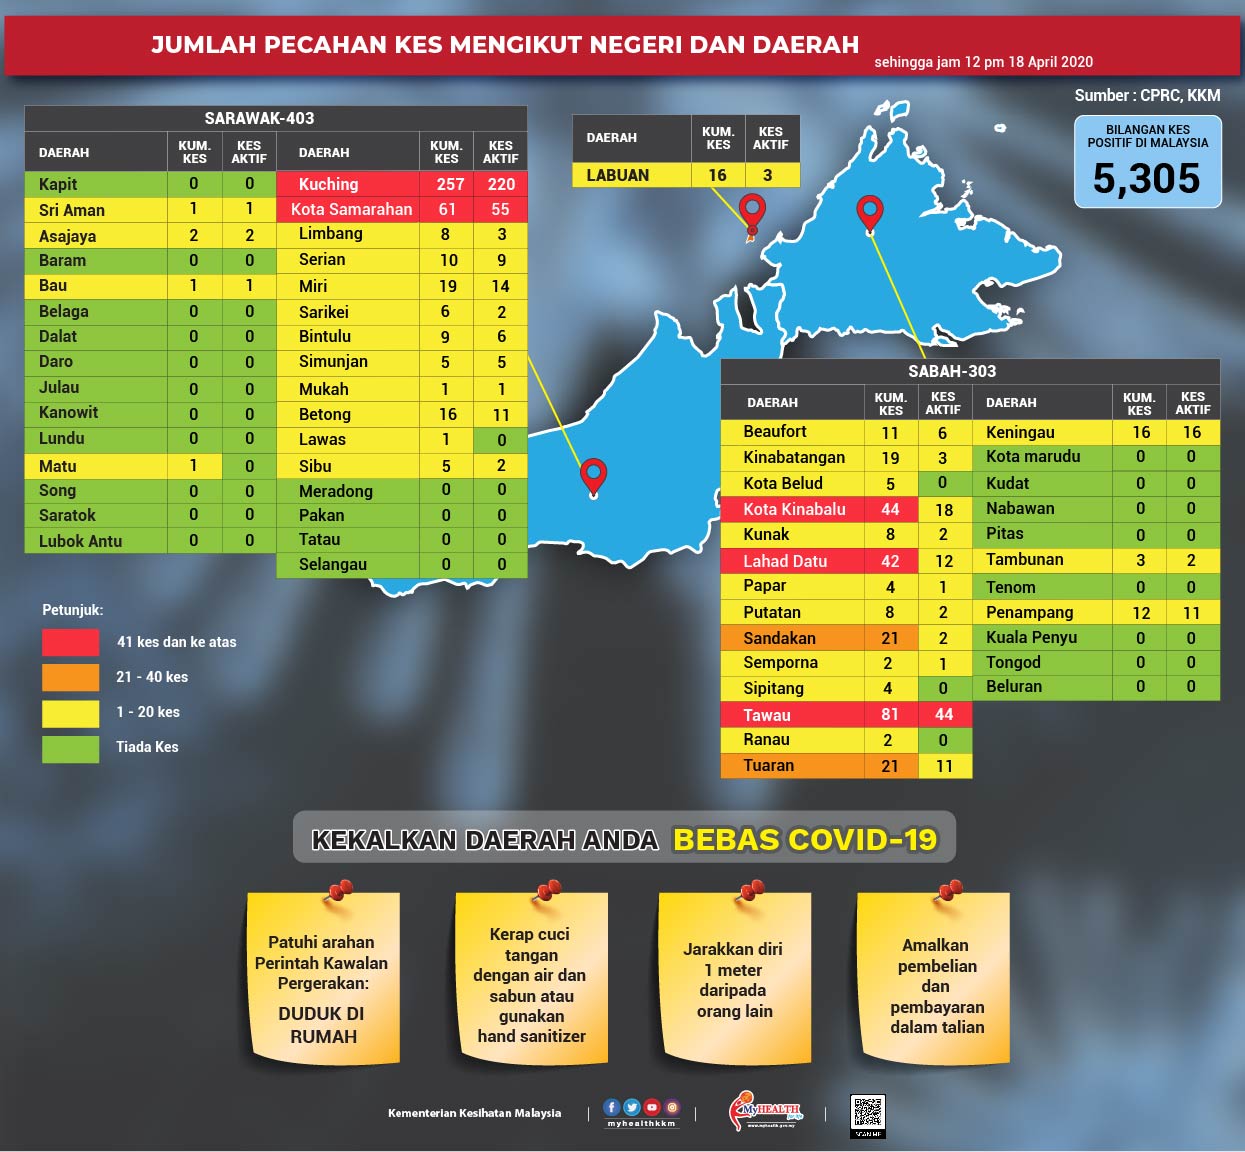 JUMLAH PECAHAN KES MENGIKUT NEGERI DAN DAERAH
sehingga jam 12 pm 18 April 2020
Sumber : CPRC, KKM
BILANGAN KES
POSITIF DI MALAYSIA
5,305
SARAWAK-403
DAERAH KUM. KES KES AKTIF DAERAH KUM. KES KES AKTIF
Kapit 0 0 Kuching 257 220
Sri Aman 1 1 Kota Samarahan 61 55
Asajaya 2 2 Limbang 8 3
Baram 0 0 Serian 10 9
Bau 1 1 Miri 19 14
Belaga 0 0 Sarikei 6 2
Dalat 0 0 Bintulu 9 6
Daro 0 0 Simunjan 5 5
Julau 0 0 Mukah 1 1
Kanowit 0 0 Betong 16 11
Lundu 0 0 Lawas 1 0
Matu 1 0 Sibu 5 2
Song 0 0 Meradong 0 0
Saratok 0 0 Pakan 0 0
Lubok Antu 0 0 Tatau 0 0
Selangau 0 0
DAERAH KUM. KES KES AKTIF
LABUAN 16 3
SABAH-303
DAERAH KUM. KES KES AKTIF DAERAH KUM. KES KES AKTIF
Beaufort 11 6 Keningau 16 16
Kinabatangan 19 3 Kota marudu 0 0
Kota Belud 5 0 Kudat 0 0
Kota Kinabalu 44 18 Nabawan 0 0
Kunak 8 2 Pitas 0 0
Lahad Datu 42 12 Tambunan 3 2
Papar 4 1 Tenom 0 0
Putatan 8 2 Penampang 12 11
Sandakan 21 2 Kuala Penyu 0 0
Semporna 2 1 Tongod 0 0
Sipitang 4 0 Beluran 0 0
Tawau 81 44
Ranau 2 0
Tuaran 21 11
Petunjuk:
41 kes dan ke atas
21 - 40 kes
1 - 20 kes
Tiada Kes
KEKALKAN DAERAH ANDA BEBAS COVID-19
Patuhi arahan
Perintah Kawalan
Pergerakan:
DUDUK DI
RUMAH
Kerap cuci
tangan
dengan air dan
sabun atau
gunakan
hand sanitizer
Jarakkan diri
1 meter
daripada
orang lain
Amalkan
pembelian
dan
pembayaran
dalam talian
Kementerian Kesihatan Malaysia
myhealthkkm
MyHEALTH
for life
www.myhealth.gov.my
SCAN ME